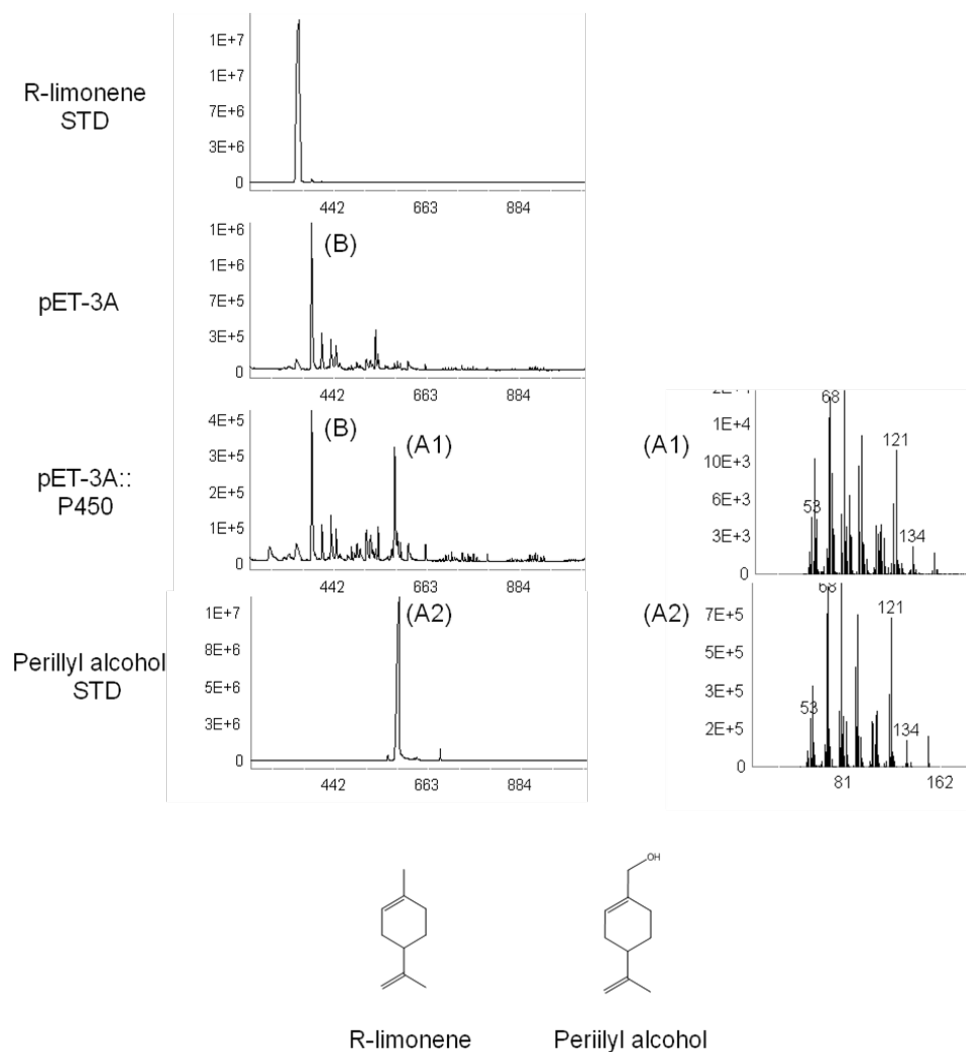 R-limonene
STD
1E+7
1E+7
7E+6
3E+6
0
442 663 884
pET-3A
(B)
1E+6
1E+6
7E+5
3E+5
0
442 663 884
pET-3A::
P450
(B) (A1)
4E+5
3E+5
2E+5
1E+5
0
442 663 884
(A1)
1E+4
10E+3
6E+3
3E+3
0
68
121
53
134
Perillyl alcohol
STD
(A2)
1E+7
8E+6
5E+6
3E+6
0
442 663 884
(A2)
7E+5
5E+5
3E+5
2E+5
0
68
121
53
134
81 162
OH
R-limonene Periilyl alcohol